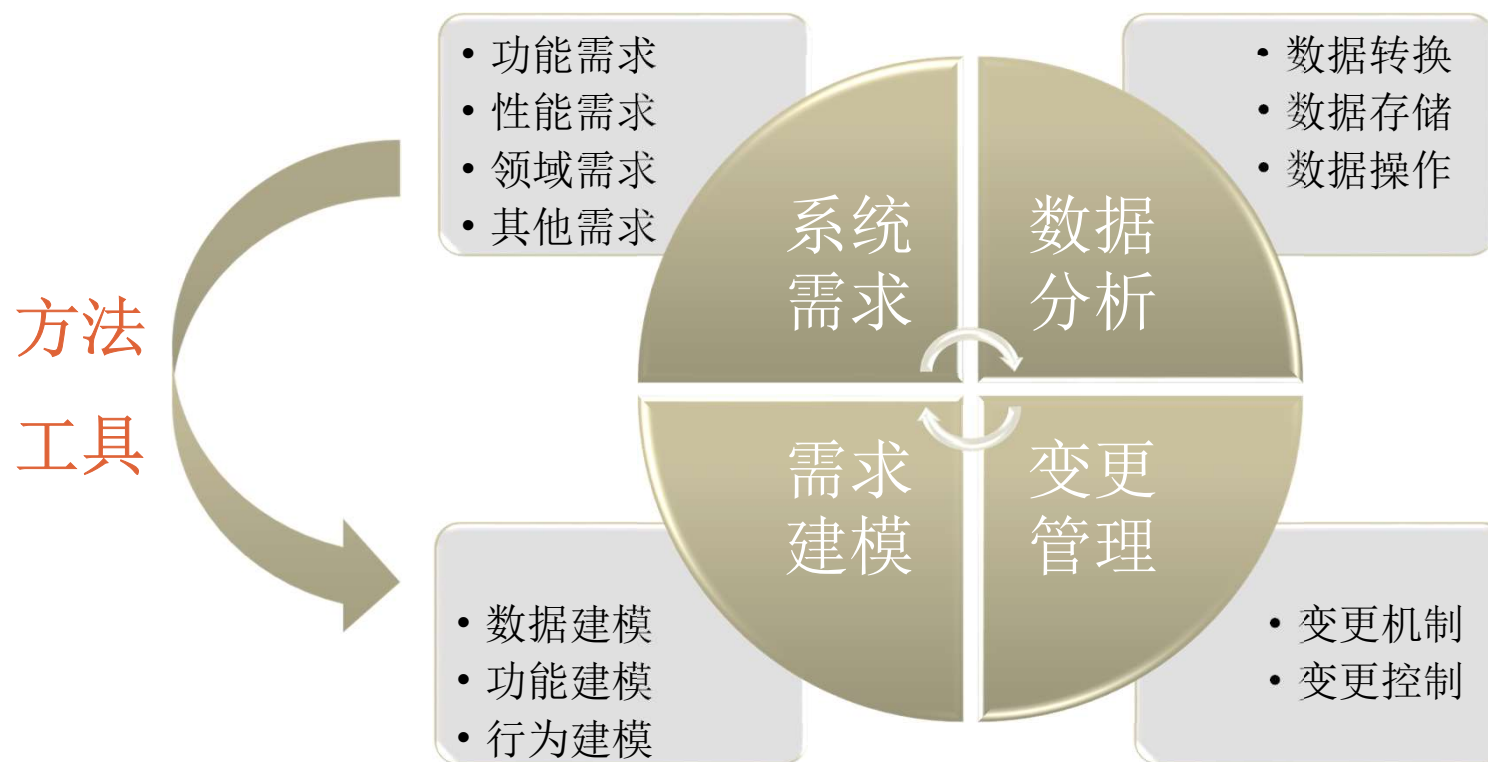 • 功能需求
• 性能需求
• 领域需求
• 其他需求
• 数据转换
• 数据存储
• 数据操作
系统
需求
数据
分析
方法
工具
需求
建模
变更
管理
• 数据建模
• 功能建模
• 行为建模
• 变更机制
• 变更控制